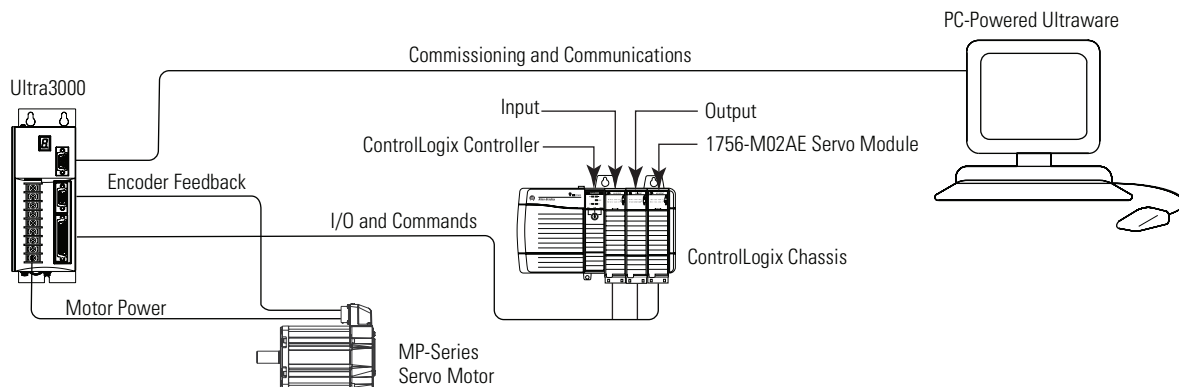 PC-Powered Ultraware
Commissioning and Communications
Ultra3000
Input
Output
ControlLogix Controller
1756-M02AE Servo Module
Encoder Feedback
I/O and Commands
ControlLogix Chassis
Motor Power
MP-Series
Servo Motor